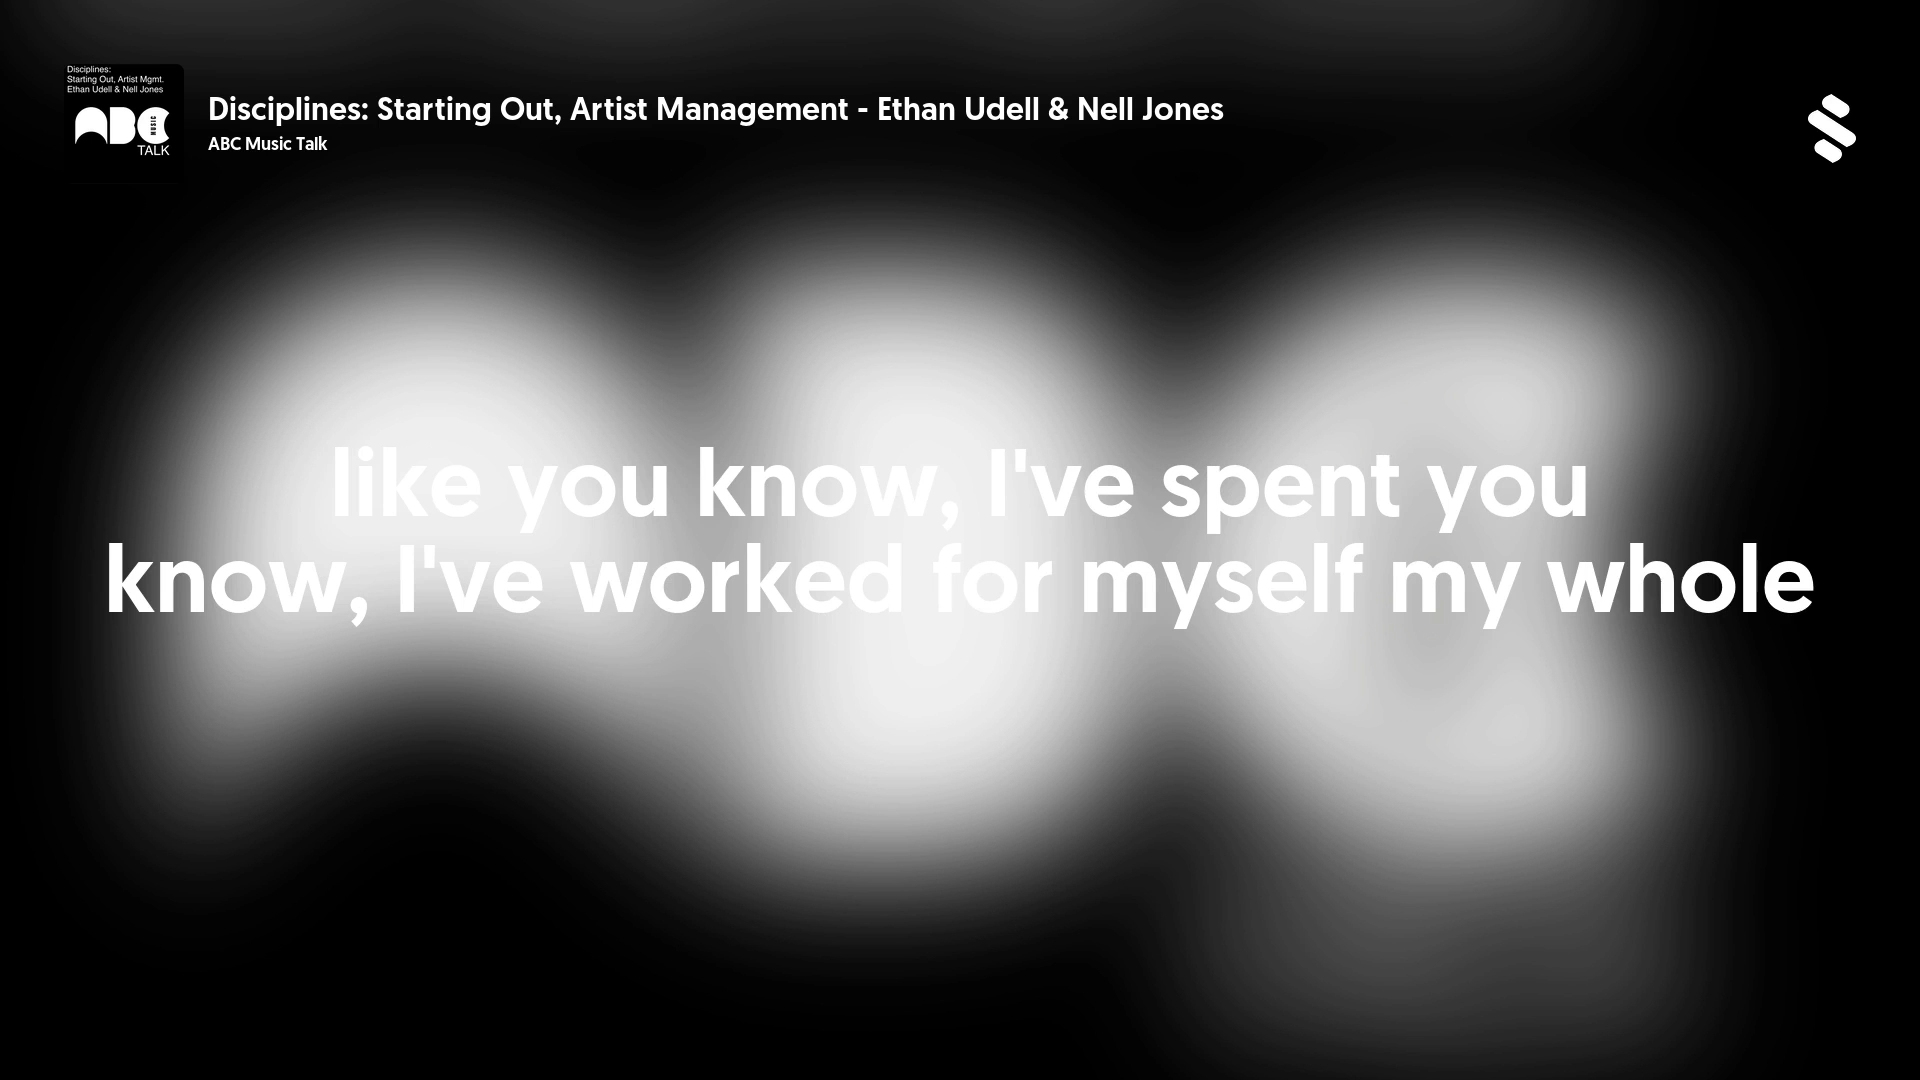 Disciplines:
Starting Out, Artist Mgmt.
Ethan Udell & Nell Jones
ABC
MUSIC
TALK
Disciplines: Starting Out, Artist Management - Ethan Udell & Nell Jones
ABC Music Talk
like you know, I've spent you
know, I've worked for myself my whole